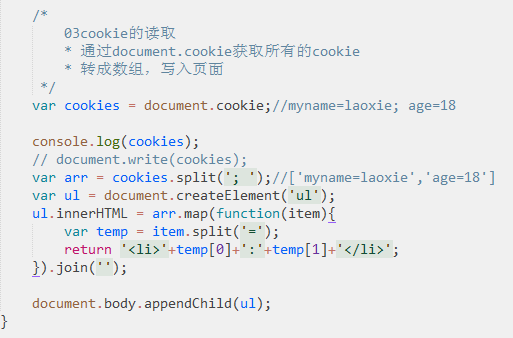 /*
03cookie的读取
* 通过document.cookie获取所有的cookie
* 转成数组，写入页面
*/
var cookies = document.cookie;//myname=laoxie; age=18
console.log(cookies);
// document.write(cookies);
var arr = cookies.split('; ');//['myname=laoxie','age=18']
var ul = document.createElement('ul');
ul.innerHTML = arr.map(function(item){
var temp = item.split('=');
return '<li>'+temp[0]+':'+temp[1]+'</li>';
}).join('');
document.body.appendChild(ul);
}